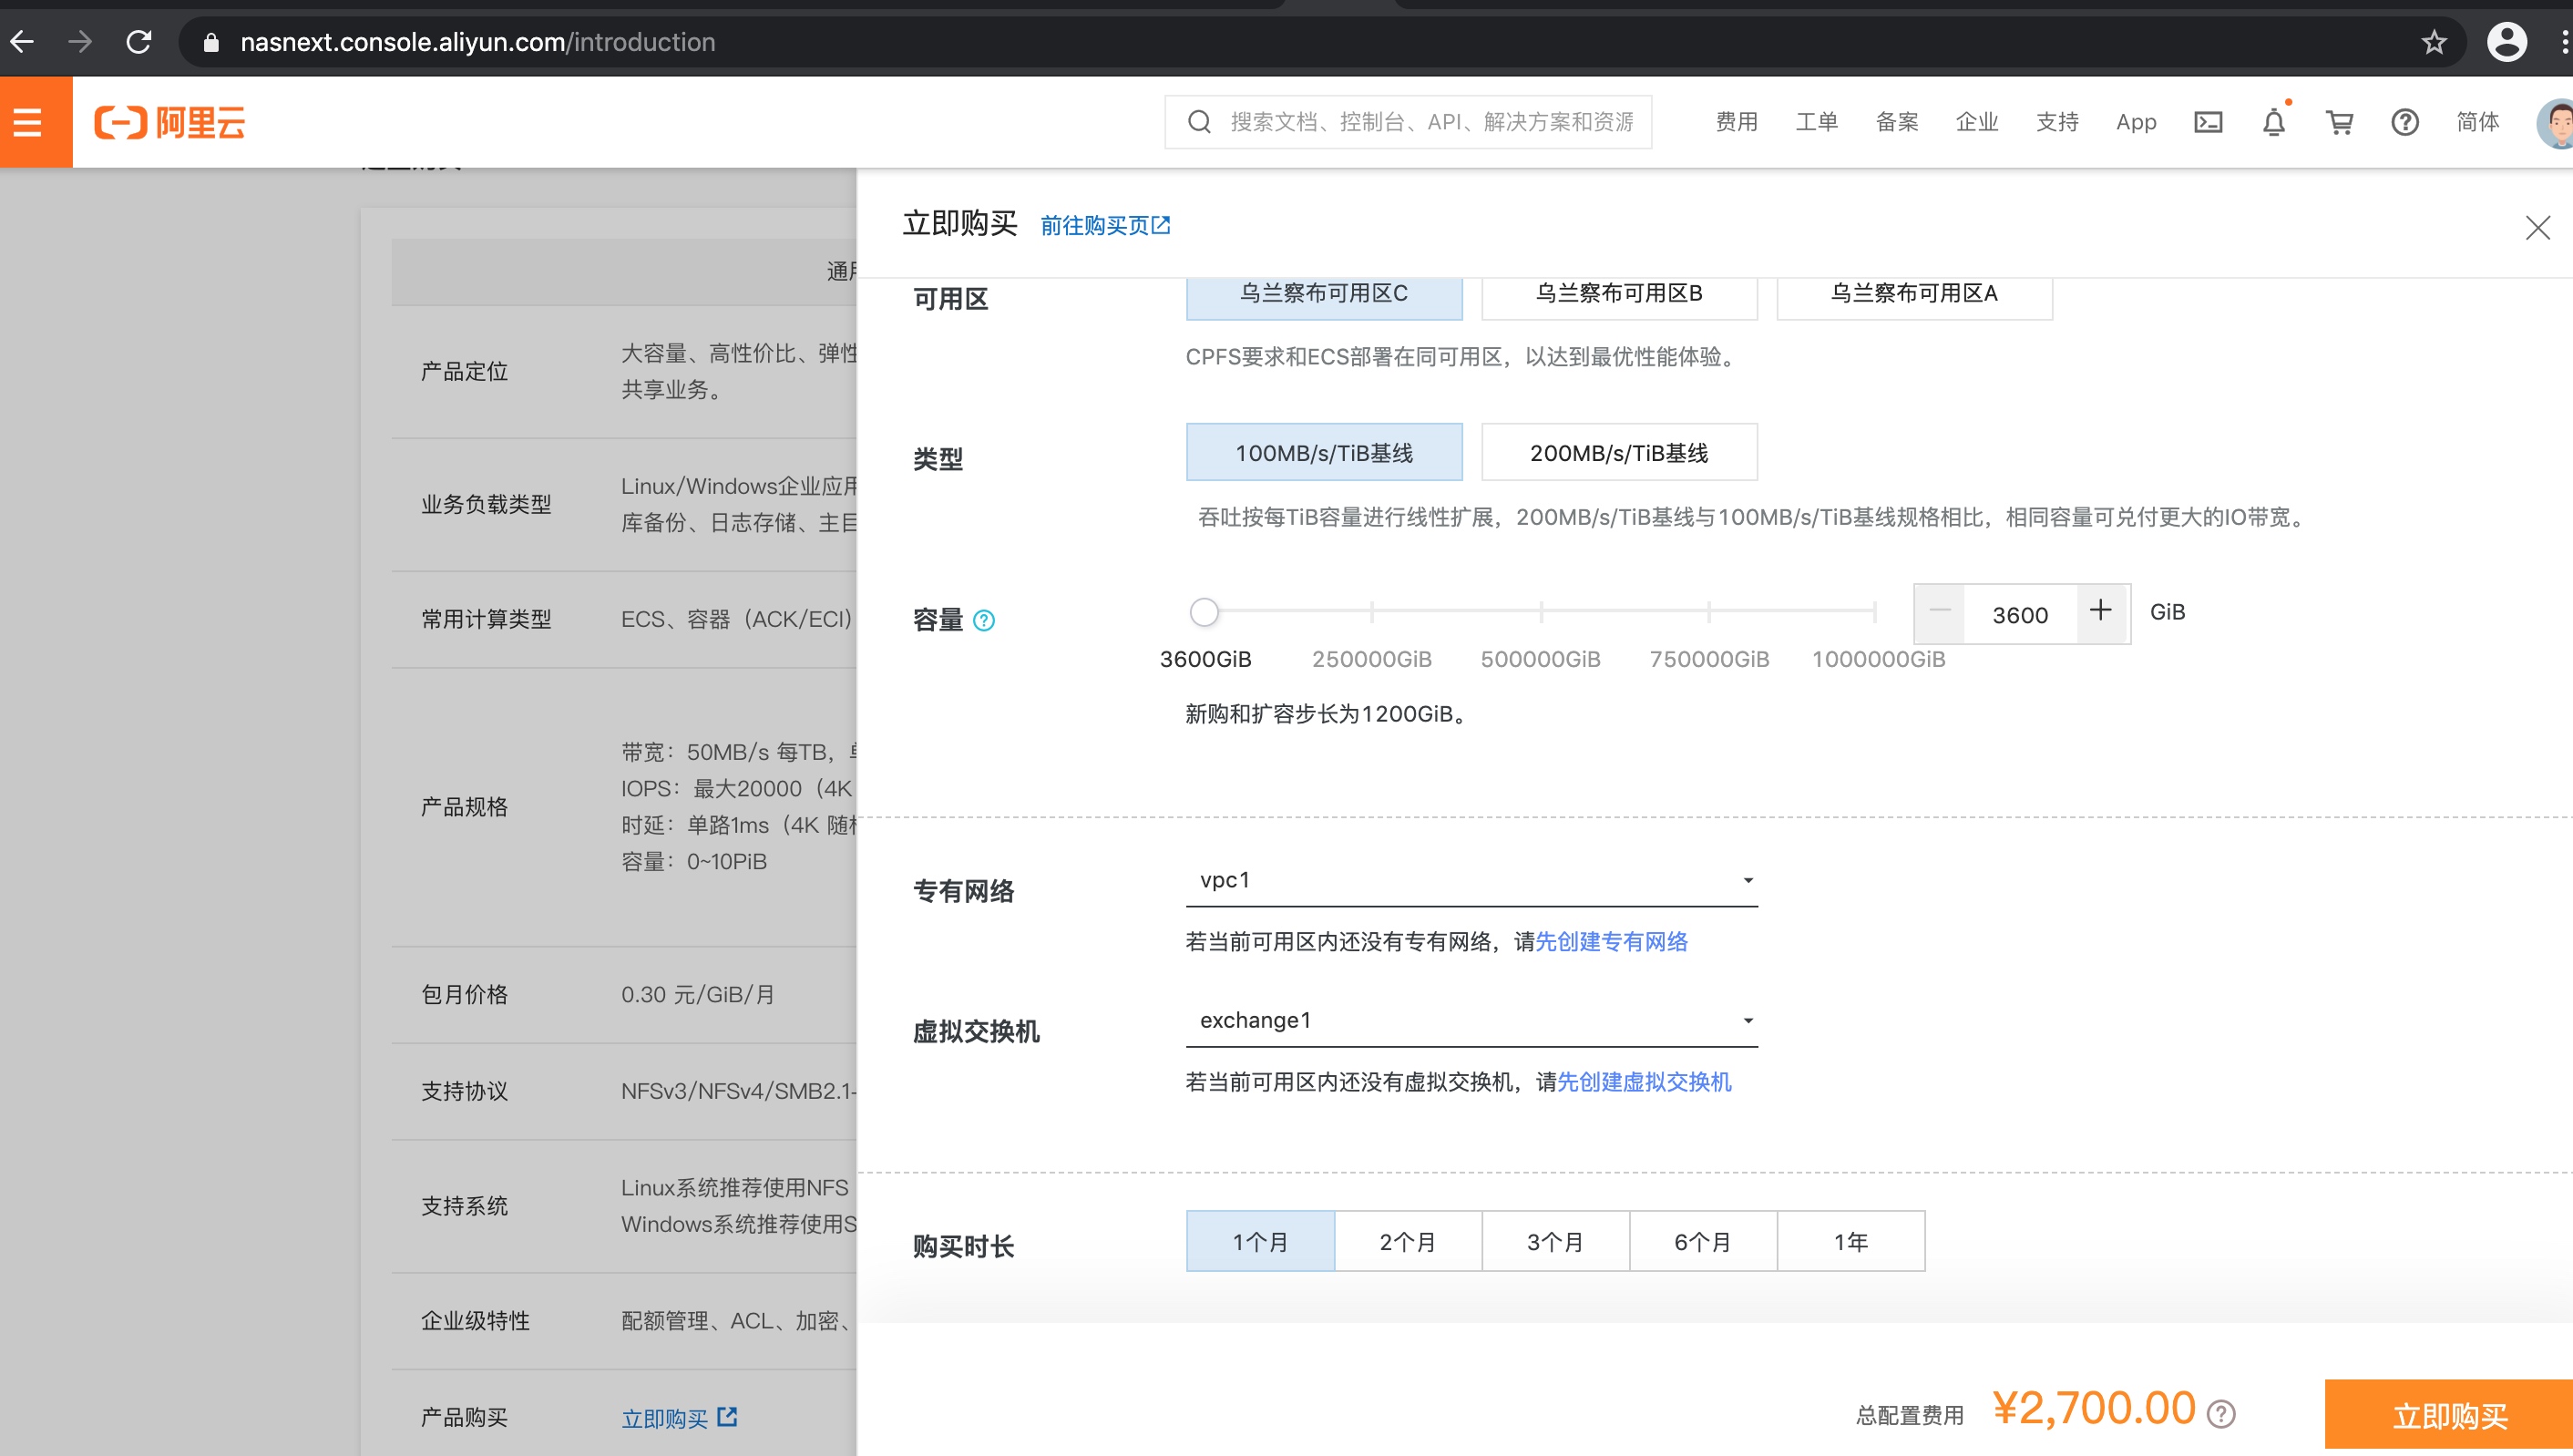 nasnext.console.aliyun.com/introduction
阿里云
搜索文档、控制台、API、解决方案和资源
费用 工单 备案 企业 支持 App 简体
立即购买 前往购买页
可用区
乌兰察布可用区C 乌兰察布可用区B 乌兰察布可用区A
CPFS要求和ECS部署在同可用区，以达到最优性能体验。
类型
100MB/s/TiB基线 200MB/s/TiB基线
吞吐按每TiB容量进行线性扩展，200MB/s/TiB基线与100MB/s/TiB基线规格相比，相同容量可兑付更大的IO带宽。
容量
3600 GiB
3600GiB 250000GiB 500000GiB 750000GiB 1000000GiB
新购和扩容步长为1200GiB。
专有网络
vpc1
若当前可用区内还没有专有网络，请先创建专有网络
虚拟交换机
exchange1
若当前可用区内还没有虚拟交换机，请先创建虚拟交换机
购买时长
1个月 2个月 3个月 6个月 1年
总配置费用 ¥2,700.00
立即购买
通
产品定位
大容量、高性价比、弹性
共享业务。
业务负载类型
Linux/Windows企业应用
库备份、日志存储、主目
常用计算类型
ECS、容器（ACK/ECI）
产品规格
带宽：50MB/s 每TB，
IOPS：最大20000（4K
时延：单路1ms（4K 随
容量：0~10PiB
包月价格
0.30 元/GiB/月
支持协议
NFSv3/NFSv4/SMB2.1-
支持系统
Linux系统推荐使用NFS
Windows系统推荐使用S
企业级特性
配额管理、ACL、加密、
产品购买
立即购买